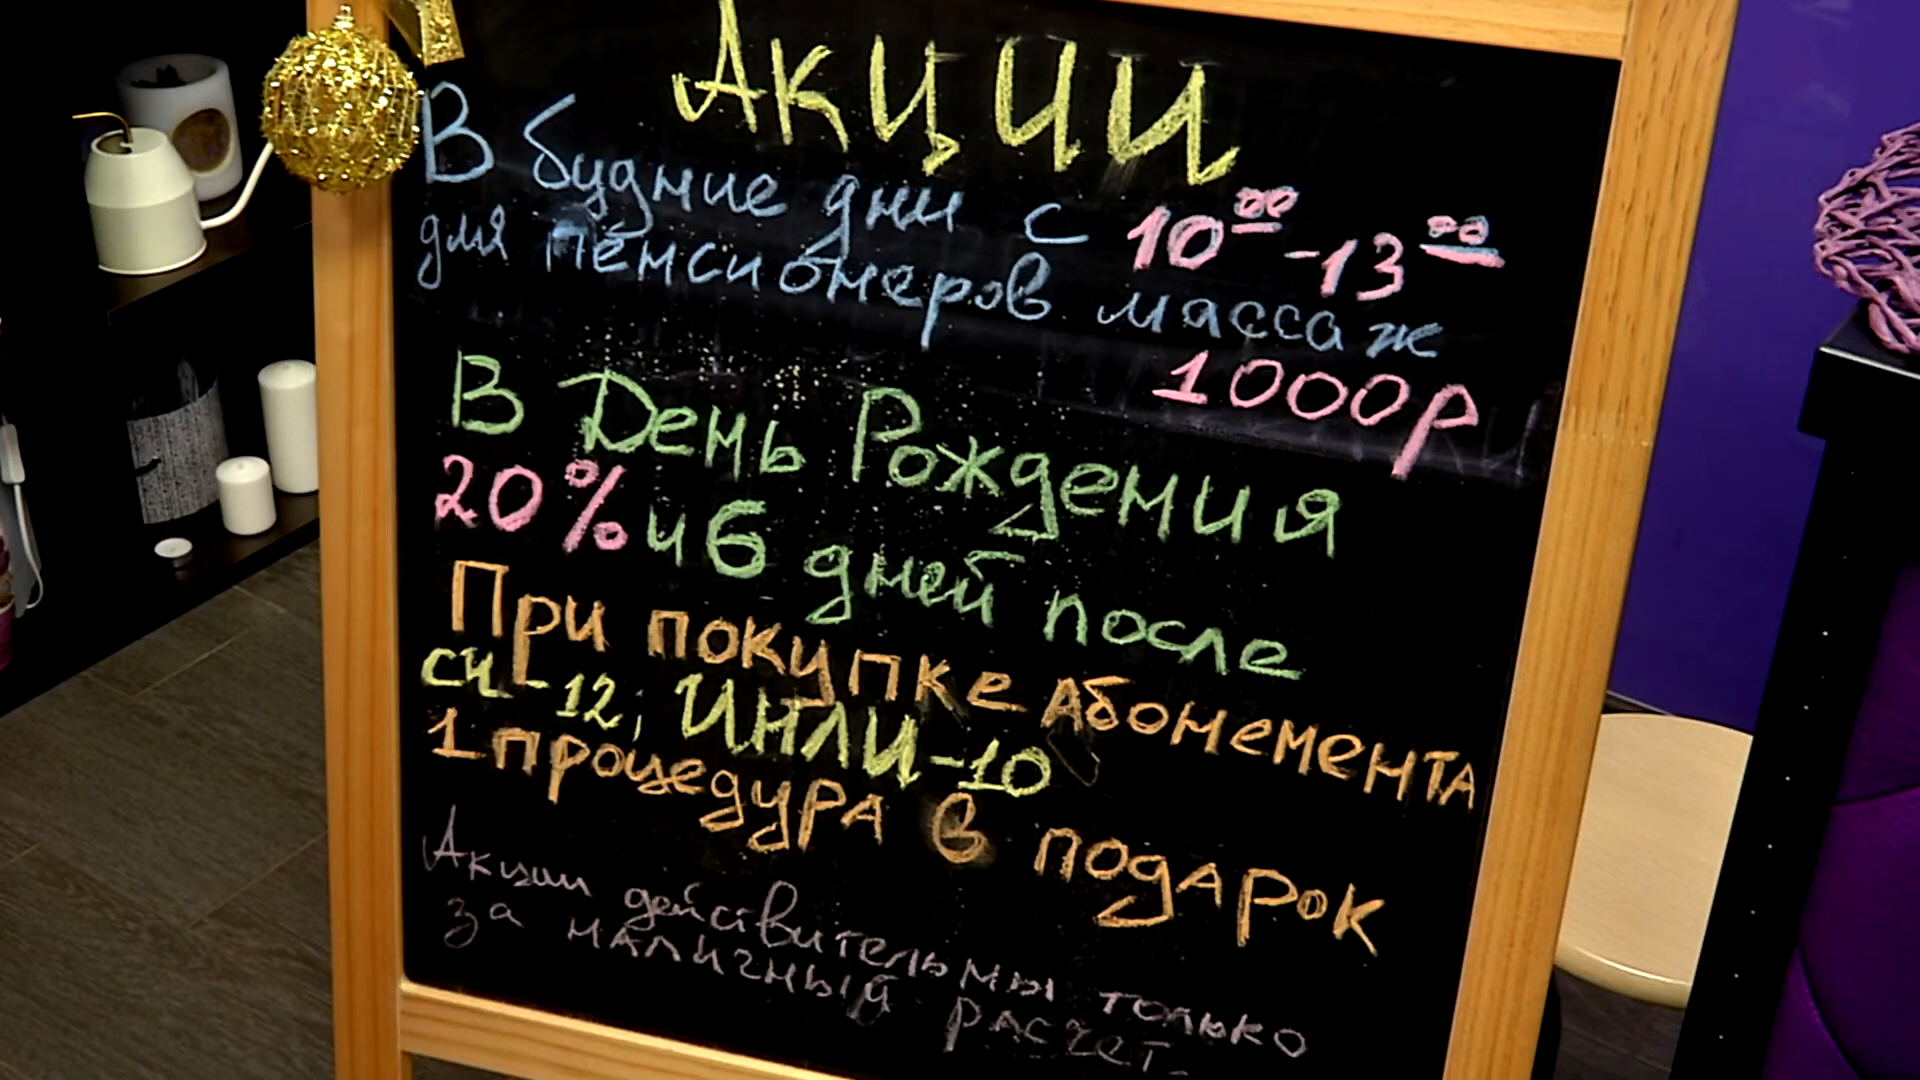 Акции
В будние дни с 10⁰⁰-13⁰⁰
для пенсионеров массаж
1000р
В День Рождения
20% и 6 дней после
При покупке Абонемента
СК-12; ИНЛИ-10
1 процедура в подарок
Акции действительны только
за наличный расчет.